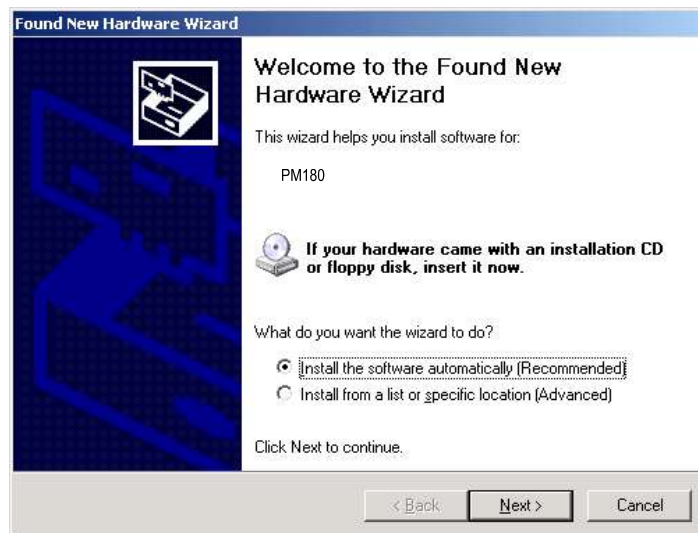 Found New Hardware Wizard
Welcome to the Found New
Hardware Wizard
This wizard helps you install software for:
PM180
If your hardware came with an installation CD
or floppy disk, insert it now.
What do you want the wizard to do?
Install the software automatically (Recommended)
Install from a list or specific location (Advanced)
Click Next to continue.
< Back Next > Cancel